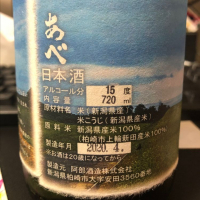 あべ
日本酒
アルコール分 15度
内容量 720ml
原材料名 米(新潟県産)
米こうじ(新潟県産米)
原料米 新潟県産米100%
(柏崎市上輪新田産100%)
製造年月 2020.4.
※お酒は20歳になってから
製造者 阿部酒造株式会社
新潟県柏崎市大字安田3560番地